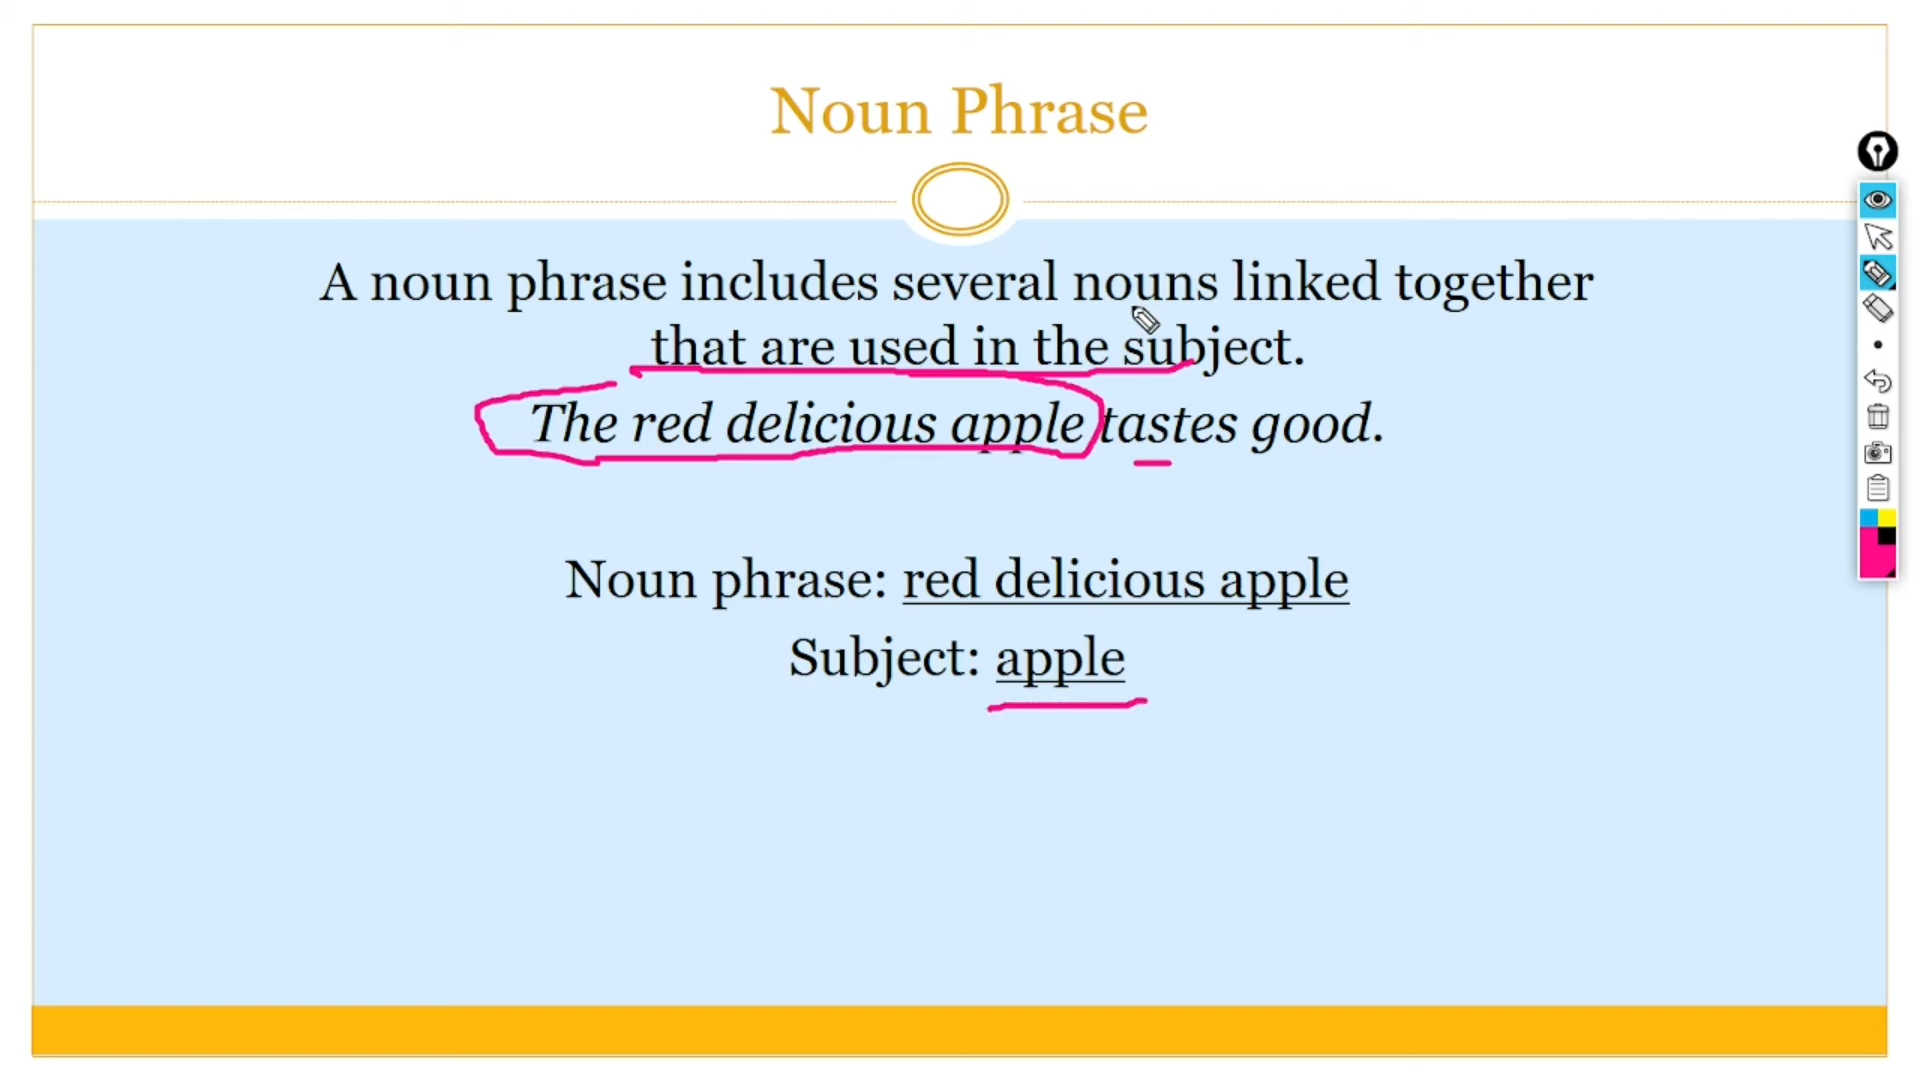 Noun Phrase
A noun phrase includes several nouns linked together
that are used in the subject.
The red delicious apple tastes good.
Noun phrase: red delicious apple
Subject: apple